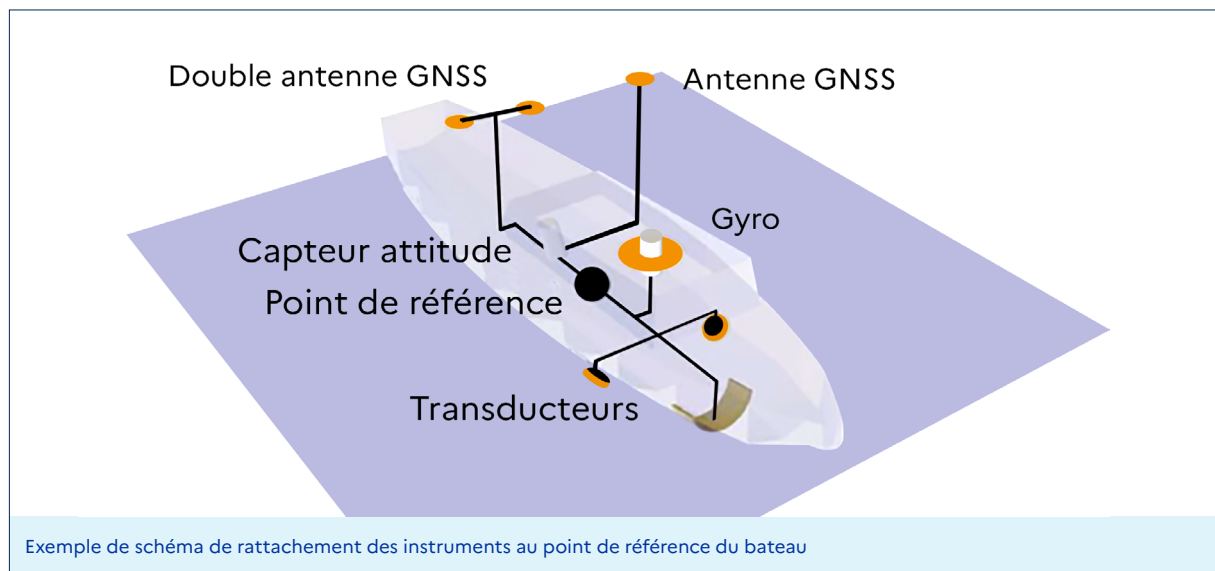 Double antenne GNSS
Antenne GNSS
Gyro
Capteur attitude
Point de référence
Transducteurs
Exemple de schéma de rattachement des instruments au point de référence du bateau